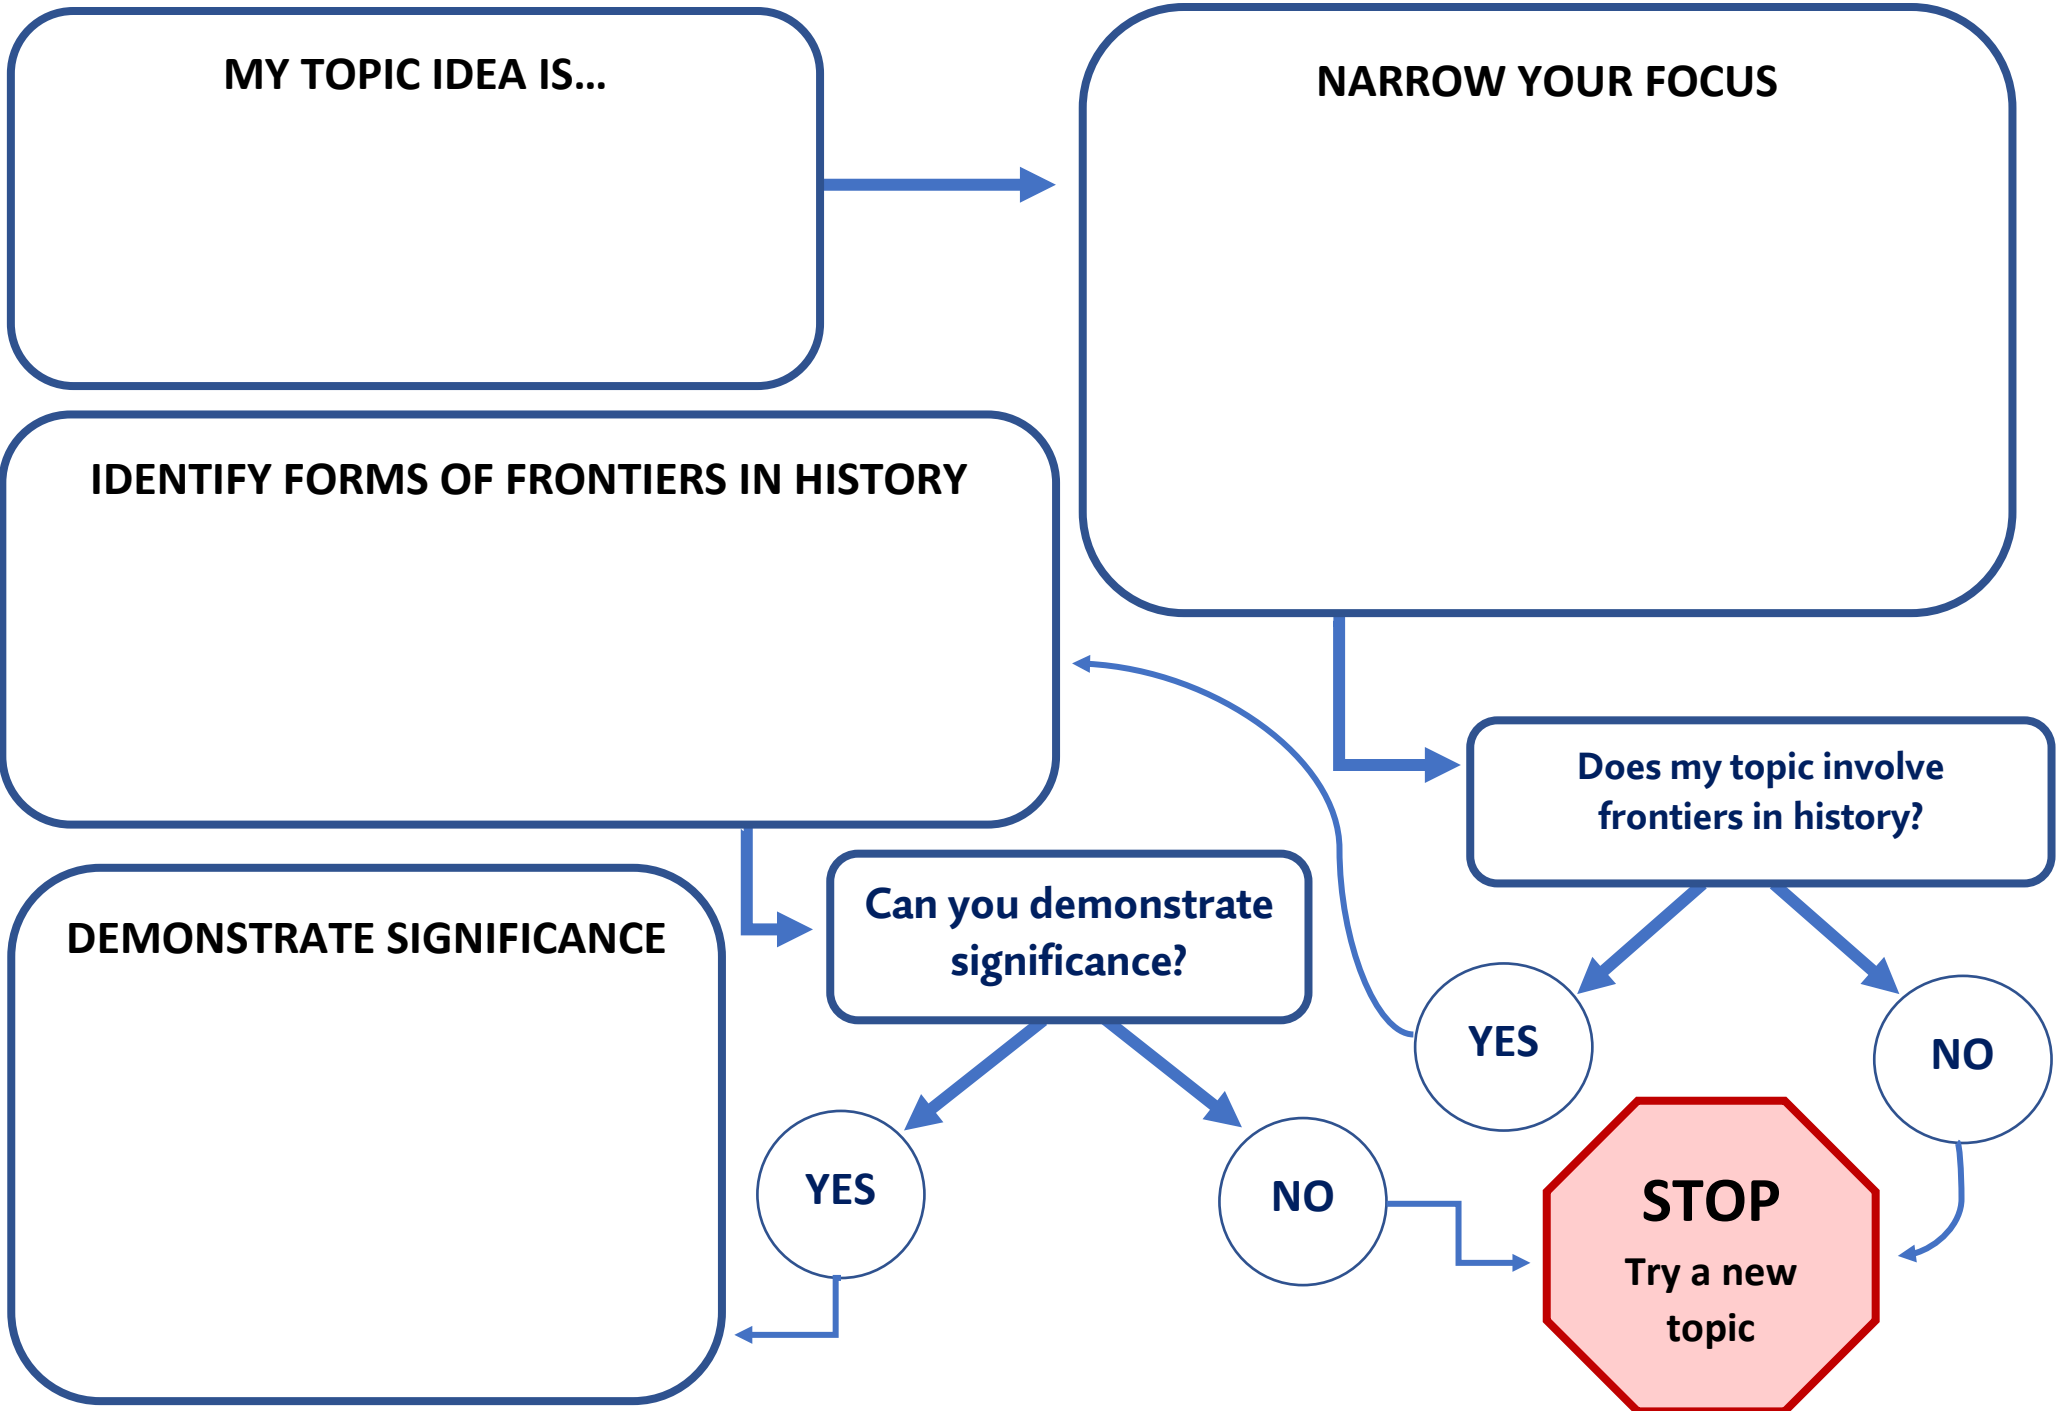 MY TOPIC IDEA IS...
NARROW YOUR FOCUS
IDENTIFY FORMS OF FRONTIERS IN HISTORY
Does my topic involve
frontiers in history?
Can you demonstrate
significance?
DEMONSTRATE SIGNIFICANCE
YES
NO
YES
NO
STOP
Try a new
topic